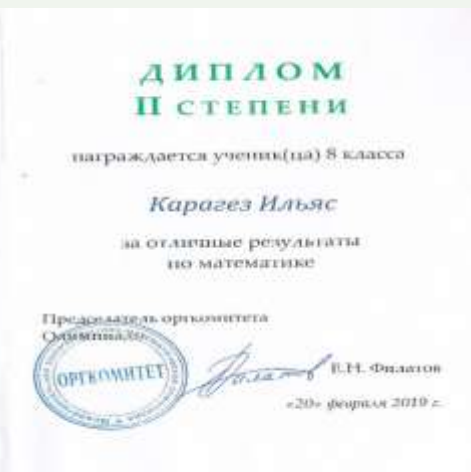 ДИПЛОМ
II СТЕПЕНИ
награждается ученик(ца) 8 класса
Карагез Ильяс
за отличные результаты
по математике
Председатель оргкомитета
Олимпиады
ОРГКОМИТЕТ
Е.Н. Филатов
«20» февраля 2019 г.